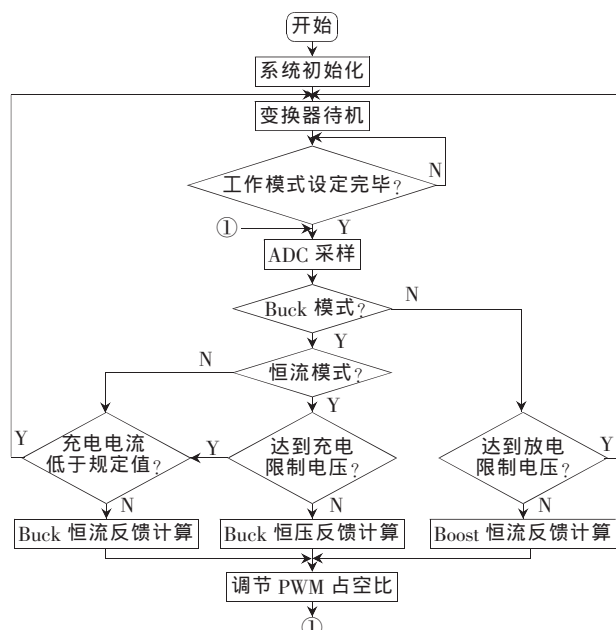 开始
系统初始化
变换器待机
N
工作模式设定完毕?
① Y
ADC 采样
Buck 模式? N
Y
N 恒流模式?
Y
Y 充电电流
低于规定值?
Y 达到充电
限制电压?
达到放电
限制电压? Y
N N N
Buck 恒流反馈计算
Buck 恒压反馈计算
Boost 恒流反馈计算
调节 PWM 占空比
①